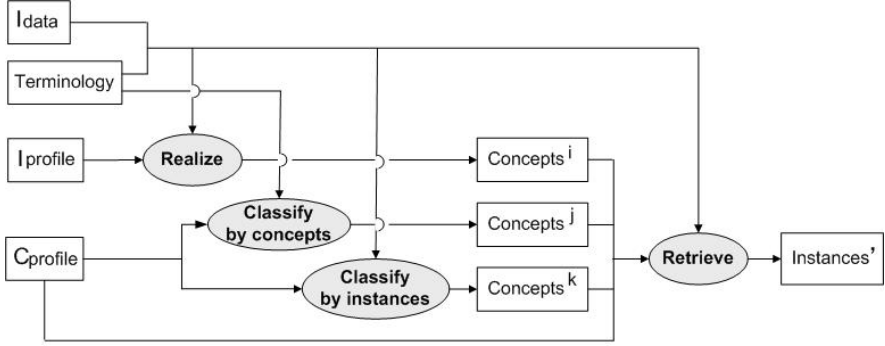 Idata
Terminology
Iprofile
Realize
Concepts i
Classify
by concepts
Concepts j
Cprofile
Classify
by instances
Concepts k
Retrieve
Instances'